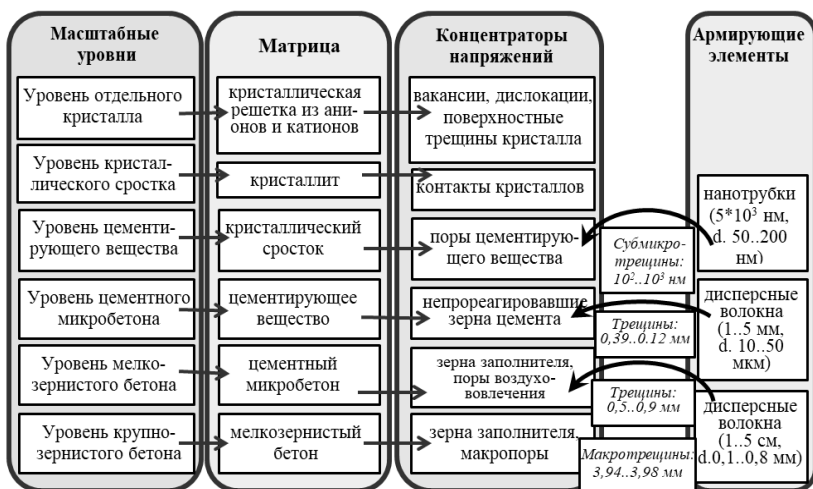 Масштабные
уровни
Уровень отдельного
кристалла
Уровень кристал-
лического сростка
Уровень цементи-
рующего вещества
Уровень цементного
микробетона
Уровень мелко-
зернистого бетона
Уровень крупно-
зернистого бетона
Матрица
кристаллическая
решетка из ани-
онов и катионов
кристаллит
кристаллический
сросток
цементирующее
вещество
цементный
микробетон
мелкозернистый
бетон
Концентраторы
напряжений
вакансии, дислокации,
поверхностные
трещины кристалла
контакты кристаллов
поры цементирую-
щего вещества
непрореагировавшие
зерна цемента
зерна заполнителя,
поры воздухо-
вовлечения
зерна заполнителя,
макропоры
Субмикро-
трещины:
10²..10³ нм
Трещины:
0,39..0.12 мм
Трещины:
0,5..0,9 мм
Макротрещины:
3,94..3,98 мм
Армирующие
элементы
нанотрубки
(5*10³ нм,
d. 50..200
нм)
дисперсные
волокна
(1..5 мм,
d. 10..50
мкм)
дисперсные
волокна
(1..5 см,
d.0,1..0,8 мм)